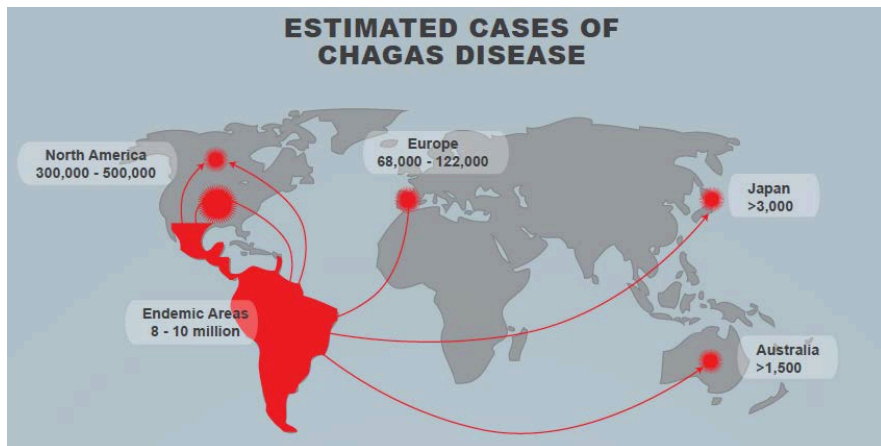 ESTIMATED CASES OF
CHAGAS DISEASE
North America
300,000 - 500,000
Europe
68,000 - 122,000
Japan
>3,000
Endemic Areas
8 - 10 million
Australia
>1,500